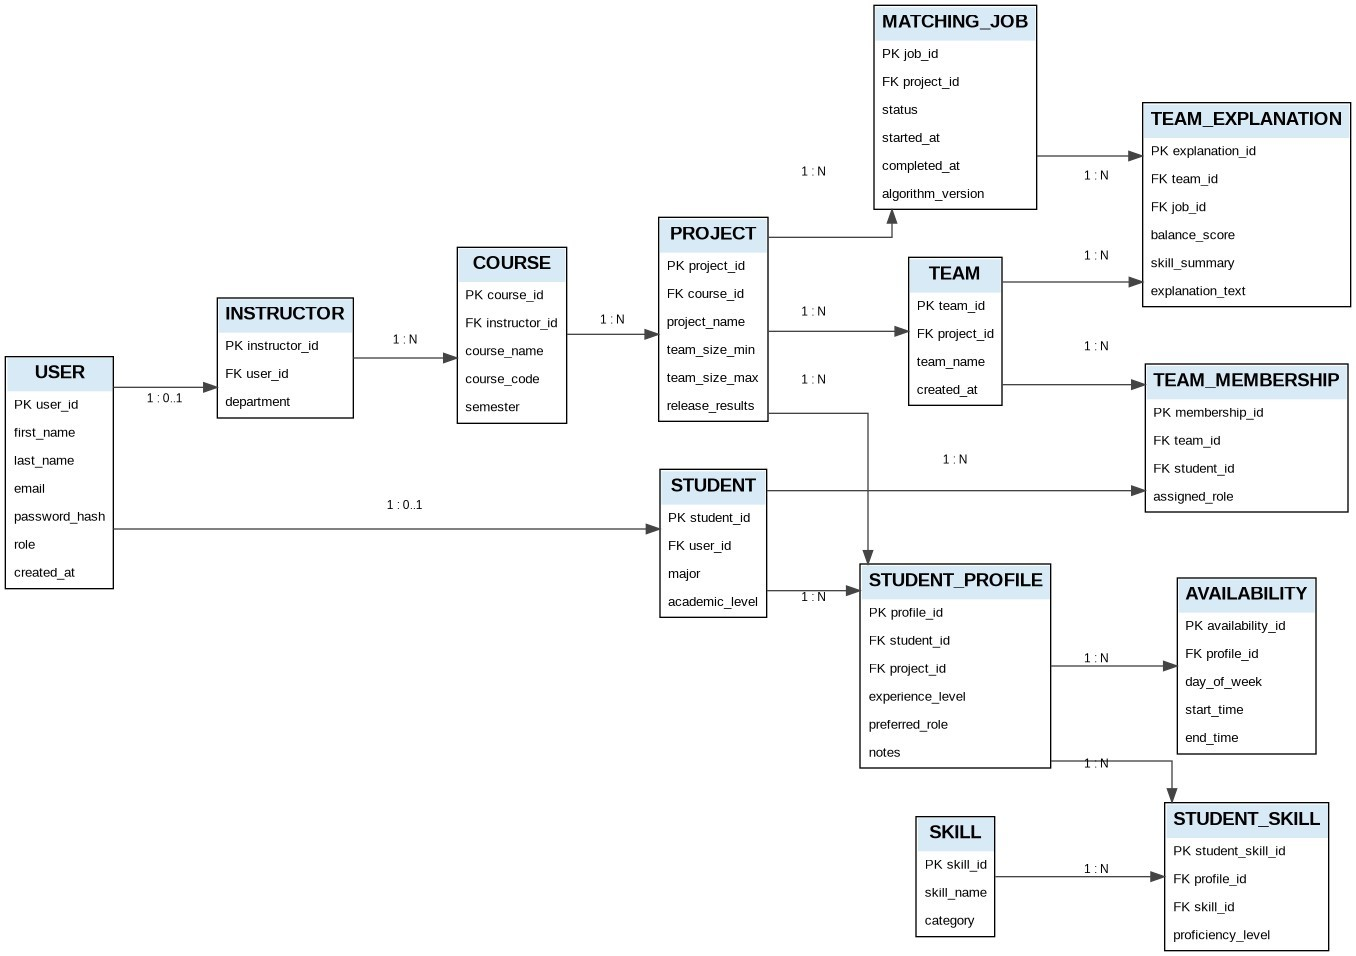 MATCHING_JOB
PK job_id
FK project_id
status
started_at
completed_at
algorithm_version
1 : N
TEAM_EXPLANATION
PK explanation_id
FK team_id
FK job_id
balance_score
skill_summary
explanation_text
1 : N
1 : N
PROJECT
PK project_id
FK course_id
project_name
team_size_min
team_size_max
release_results
COURSE
PK course_id
FK instructor_id
course_name
course_code
semester
1 : N
TEAM
PK team_id
FK project_id
team_name
created_at
1 : N
1 : N
INSTRUCTOR
PK instructor_id
FK user_id
department
1 : N
1 : N
USER
PK user_id
first_name
last_name
email
password_hash
role
created_at
1 : 0..1
1 : 0..1
TEAM_MEMBERSHIP
PK membership_id
FK team_id
FK student_id
assigned_role
1 : N
STUDENT
PK student_id
FK user_id
major
academic_level
1 : N
STUDENT_PROFILE
PK profile_id
FK student_id
FK project_id
experience_level
preferred_role
notes
AVAILABILITY
PK availability_id
FK profile_id
day_of_week
start_time
end_time
1 : N
1 : N
SKILL
PK skill_id
skill_name
category
1 : N
STUDENT_SKILL
PK student_skill_id
FK profile_id
FK skill_id
proficiency_level